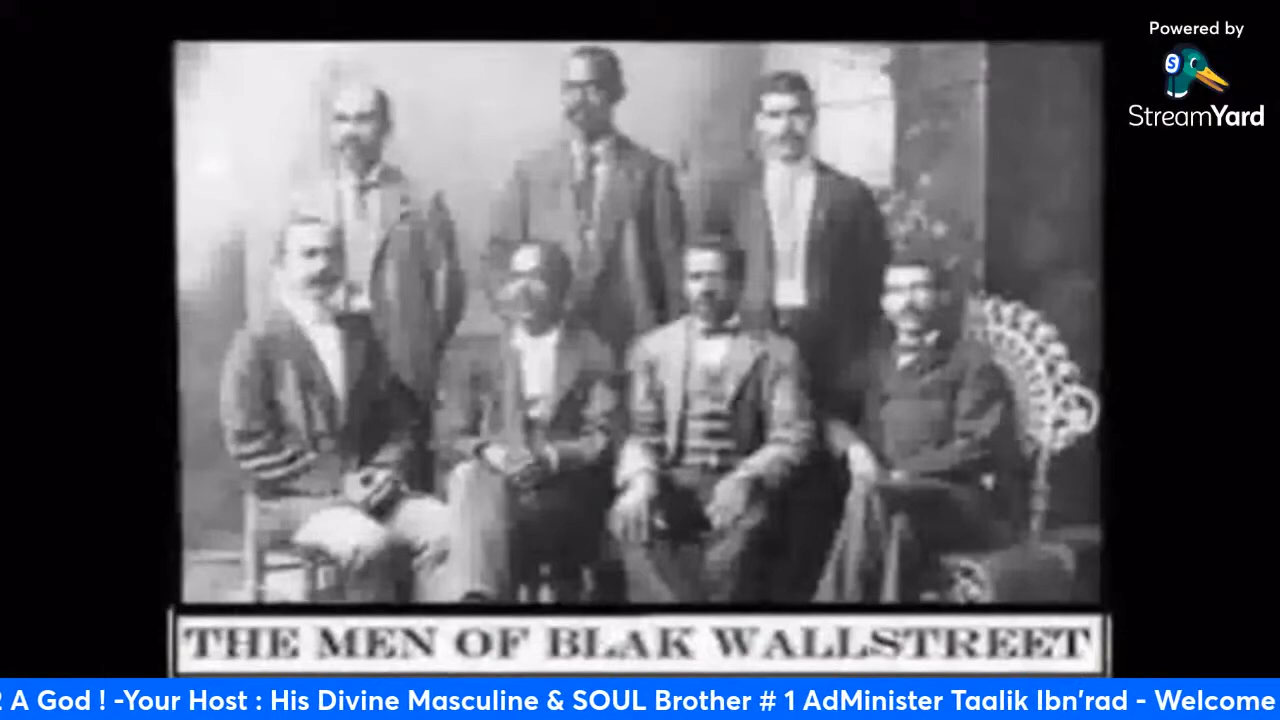 Powered by
S
StreamYard
THE MEN OF BLAK WALLSTREET
2 A God ! -Your Host : His Divine Masculine & SOUL Brother # 1 AdMinister Taalik Ibn'rad - Welcome